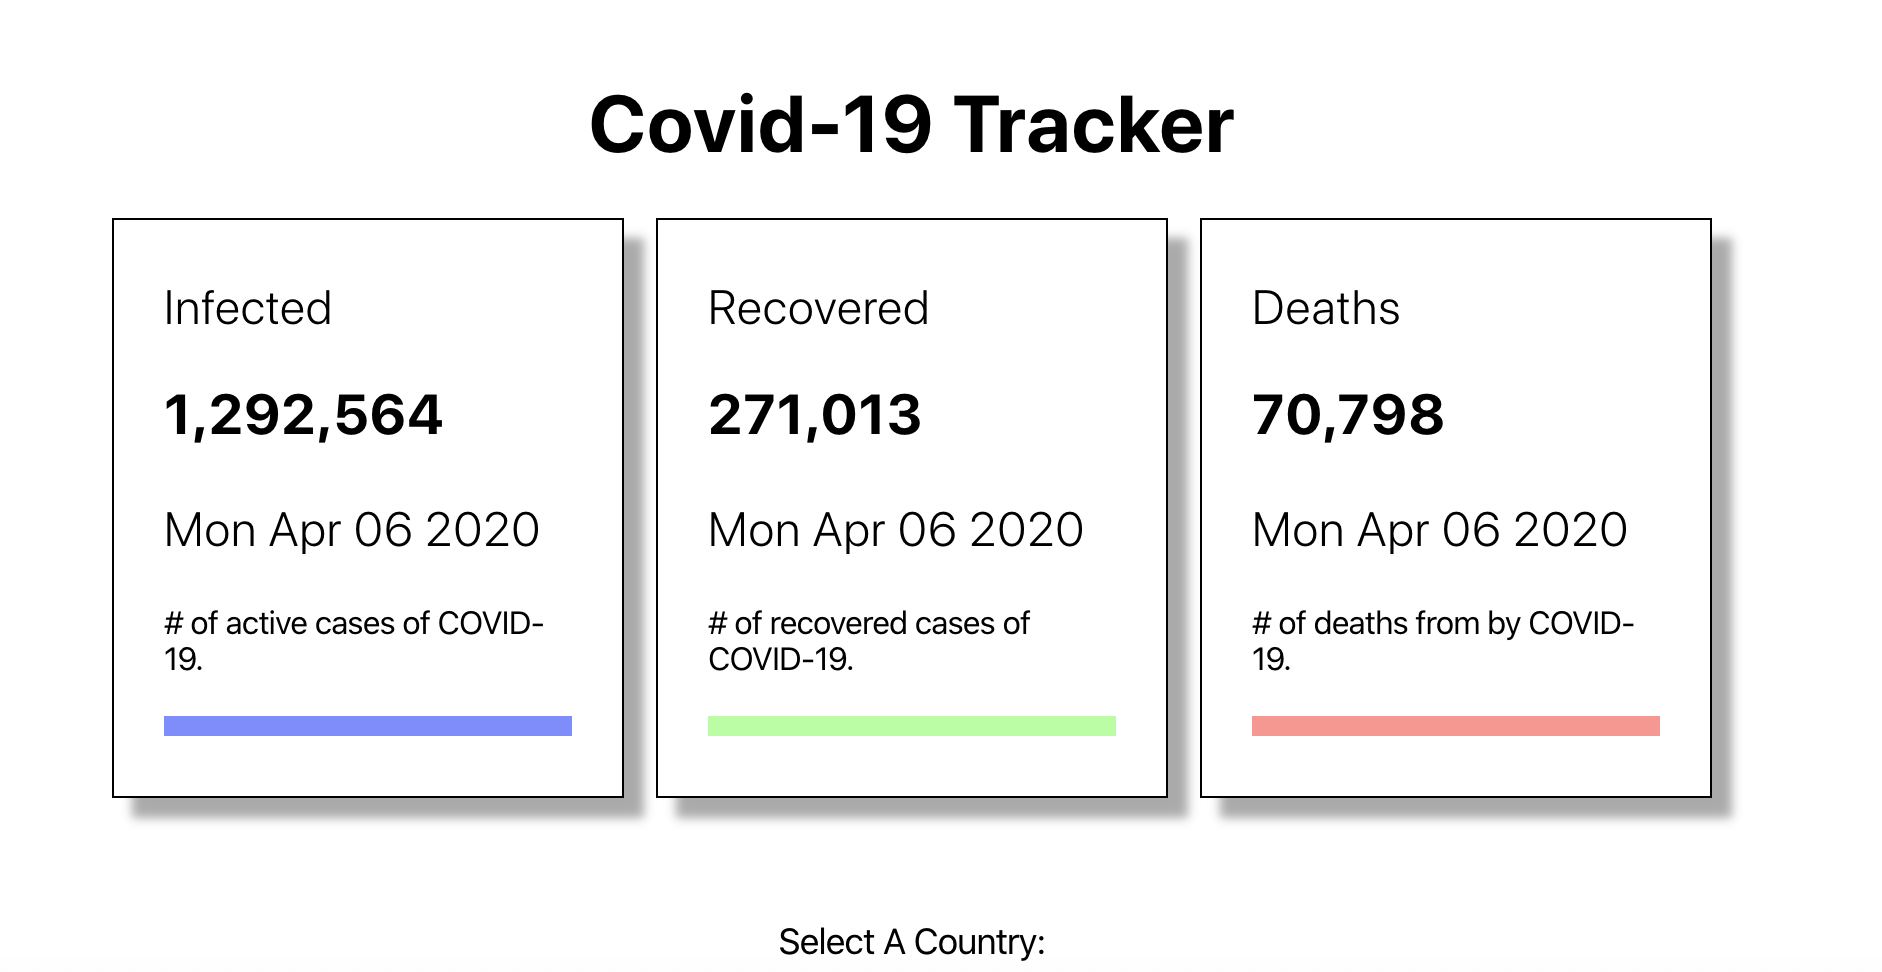 Covid-19 Tracker
Infected
1,292,564
Mon Apr 06 2020
# of active cases of COVID-
19.
Recovered
271,013
Mon Apr 06 2020
# of recovered cases of
COVID-19.
Deaths
70,798
Mon Apr 06 2020
# of deaths from by COVID-
19.
Select A Country: